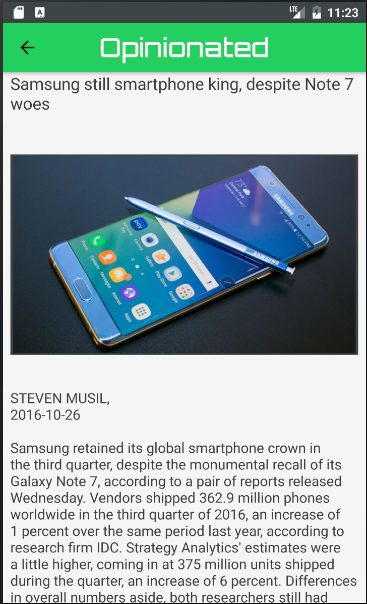 LTE 11:23
Opinionated
Samsung still smartphone king, despite Note 7
woes
SAMSUNG
SAMSUNG
STEVEN MUSIL,
2016-10-26
Samsung retained its global smartphone crown in
the third quarter, despite the monumental recall of its
Galaxy Note 7, according to a pair of reports released
Wednesday. Vendors shipped 362.9 million phones
worldwide in the third quarter of 2016, an increase of
1 percent over the same period last year, according to
research firm IDC. Strategy Analytics' estimates were
a little higher, coming in at 375 million units shipped
during the quarter, an increase of 6 percent. Differences
in overall numbers aside, both researchers still had